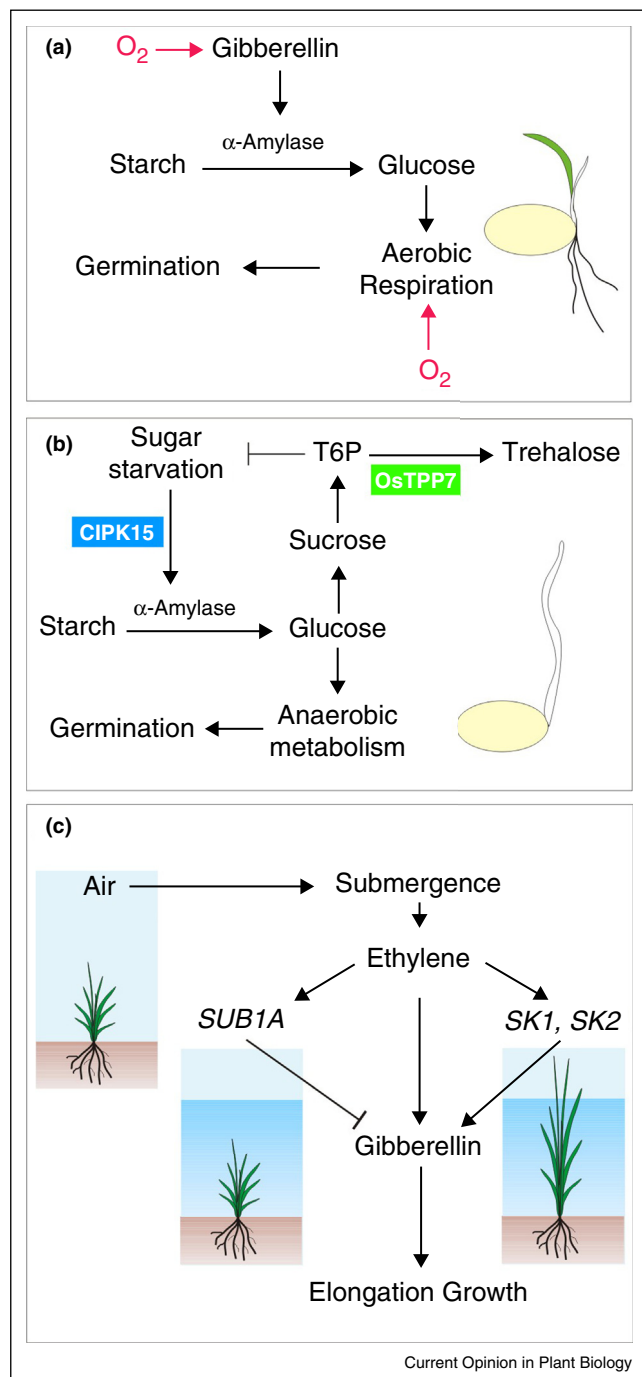 (a)
O2 Gibberellin
α-Amylase
Starch Glucose
Germination Aerobic
Respiration
O2
(b)
Sugar
starvation
T6P Trehalose
OsTPP7
CIPK15
Sucrose
α-Amylase
Starch Glucose
Germination Anaerobic
metabolism
(c)
Air Submergence
Ethylene
SUB1A SK1, SK2
Gibberellin
Elongation Growth
Current Opinion in Plant Biology